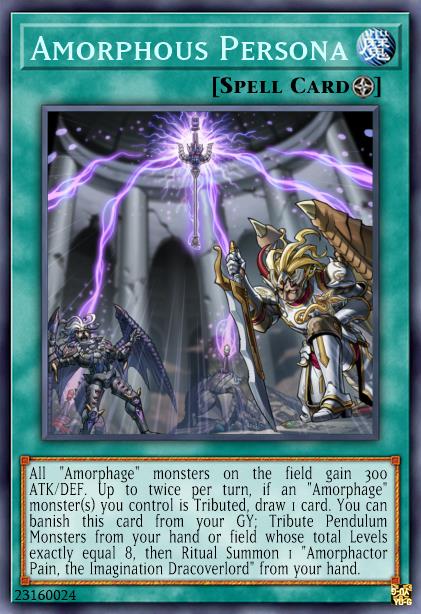 Amorphous Persona
魔
[Spell Card]
All "Amorphage" monsters on the field gain 300
ATK/DEF. Up to twice per turn, if an "Amorphage"
monster(s) you control is Tributed, draw 1 card. You can
banish this card from your GY; Tribute Pendulum
Monsters from your hand or field whose total Levels
exactly equal 8, then Ritual Summon 1 "Amorphactor
Pain, the Imagination Dracoverlord" from your hand.
23160024